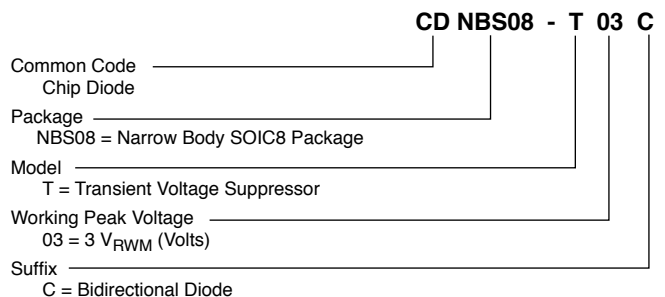 CD NBS08 - T 03 C
Common Code
Chip Diode
Package
NBS08 = Narrow Body SOIC8 Package
Model
T = Transient Voltage Suppressor
Working Peak Voltage
03 = 3 VRWM (Volts)
Suffix
C = Bidirectional Diode